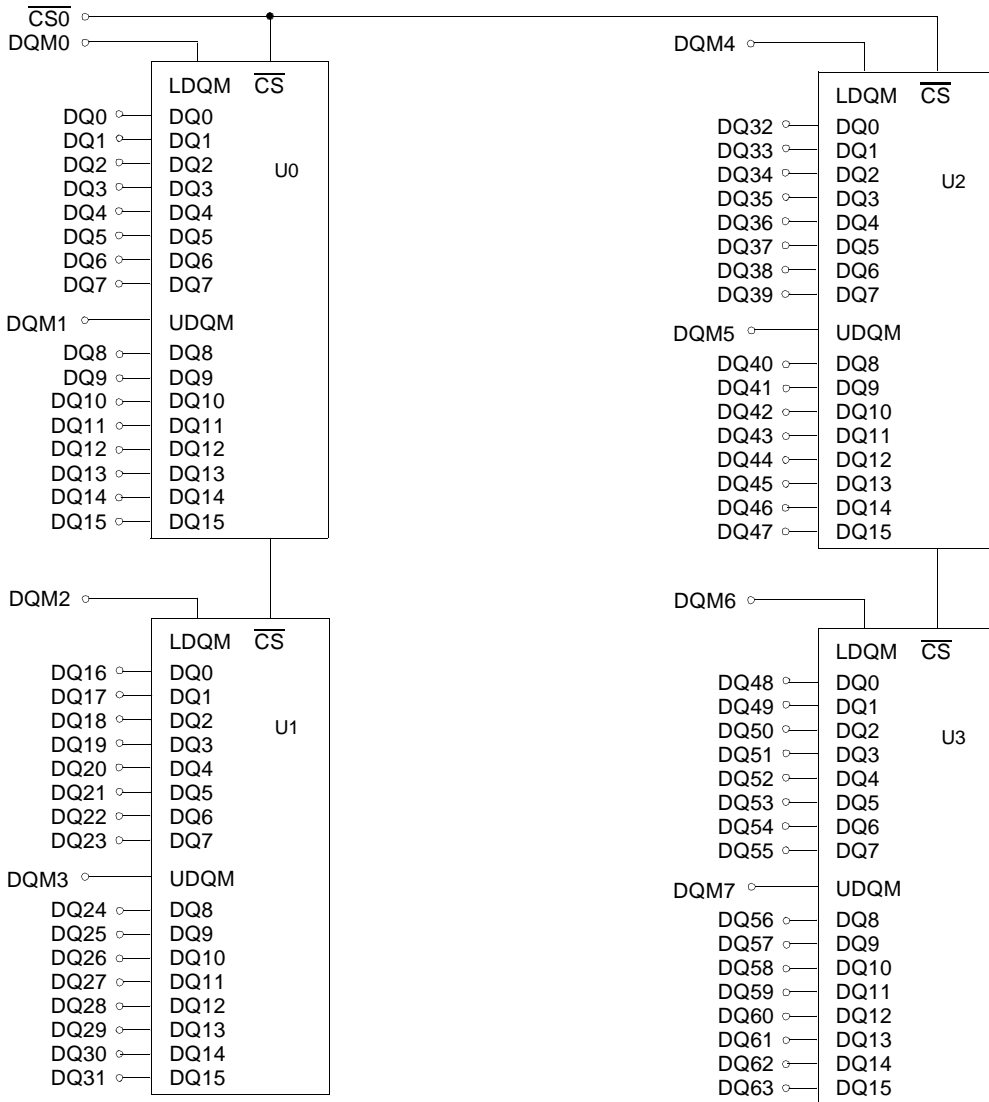 CS0
DQM0
LDQM CS
DQ0 DQ0
DQ1 DQ1
DQ2 DQ2
U0
DQ3 DQ3
DQ4 DQ4
DQ5 DQ5
DQ6 DQ6
DQ7 DQ7
DQM1 UDQM
DQ8 DQ8
DQ9 DQ9
DQ10 DQ10
DQ11 DQ11
DQ12 DQ12
DQ13 DQ13
DQ14 DQ14
DQ15 DQ15
DQM2
LDQM CS
DQ16 DQ0
DQ17 DQ1
DQ18 DQ2
U1
DQ19 DQ3
DQ20 DQ4
DQ21 DQ5
DQ22 DQ6
DQ23 DQ7
DQM3 UDQM
DQ24 DQ8
DQ25 DQ9
DQ26 DQ10
DQ27 DQ11
DQ28 DQ12
DQ29 DQ13
DQ30 DQ14
DQ31 DQ15
DQM4
LDQM CS
DQ32 DQ0
DQ33 DQ1
DQ34 DQ2
U2
DQ35 DQ3
DQ36 DQ4
DQ37 DQ5
DQ38 DQ6
DQ39 DQ7
DQM5 UDQM
DQ40 DQ8
DQ41 DQ9
DQ42 DQ10
DQ43 DQ11
DQ44 DQ12
DQ45 DQ13
DQ46 DQ14
DQ47 DQ15
DQM6
LDQM CS
DQ48 DQ0
DQ49 DQ1
DQ50 DQ2
U3
DQ51 DQ3
DQ52 DQ4
DQ53 DQ5
DQ54 DQ6
DQ55 DQ7
DQM7 UDQM
DQ56 DQ8
DQ57 DQ9
DQ58 DQ10
DQ59 DQ11
DQ60 DQ12
DQ61 DQ13
DQ62 DQ14
DQ63 DQ15